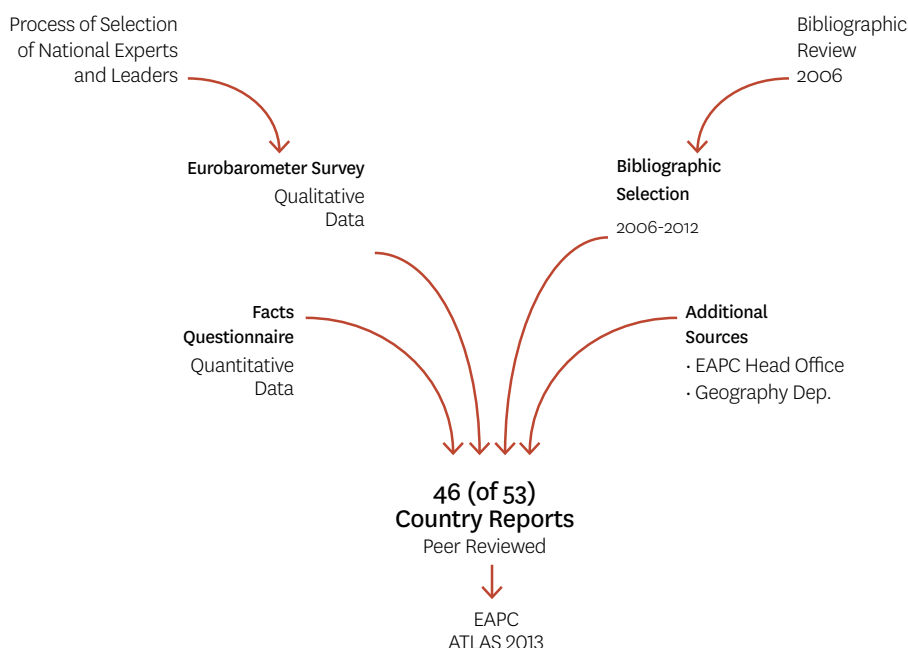 Process of Selection
of National Experts
and Leaders
Bibliographic
Review
2006
Eurobarometer Survey
Qualitative
Data
Bibliographic
Selection
2006-2012
Facts
Questionnaire
Quantitative
Data
Additional
Sources
· EAPC Head Office
· Geography Dep.
46 (of 53)
Country Reports
Peer Reviewed
EAPC
ATLAS 2013